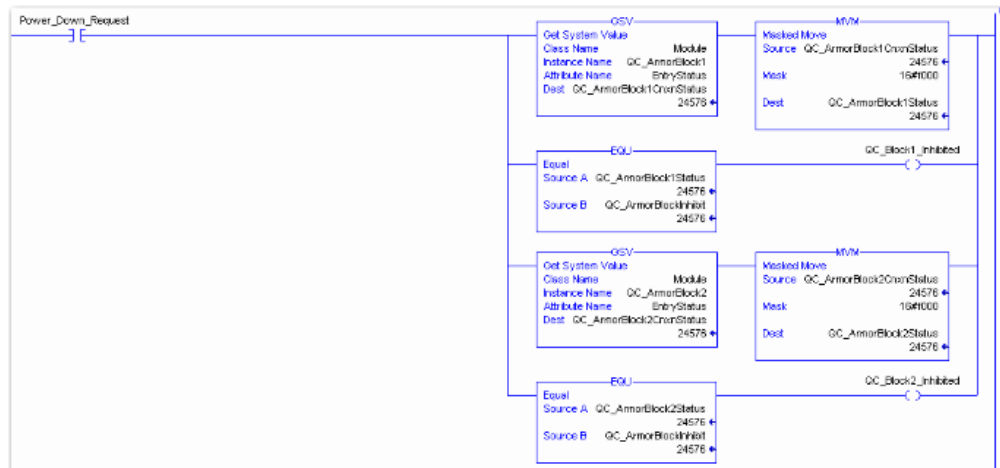 Power_Down_Request
GSV
Get System Value
Class Name Module
Instance Name QC_ArmorBlock1
Attribute Name EntryStatus
Dest QC_ArmorBlock1CnxnStatus
24576
MVM
Masked Move
Source QC_ArmorBlock1CnxnStatus
24576
Mask 16#f000
Dest QC_ArmorBlock1Status
24576
EQU
Equal
Source A QC_ArmorBlock1Status
24576
Source B QC_ArmorBlockInhibit
24576
QC_Block1_Inhibited
GSV
Get System Value
Class Name Module
Instance Name QC_ArmorBlock2
Attribute Name EntryStatus
Dest QC_ArmorBlock2CnxnStatus
24576
MVM
Masked Move
Source QC_ArmorBlock2CnxnStatus
24576
Mask 16#f000
Dest QC_ArmorBlock2Status
24576
EQU
Equal
Source A QC_ArmorBlock2Status
24576
Source B QC_ArmorBlockInhibit
24576
QC_Block2_Inhibited